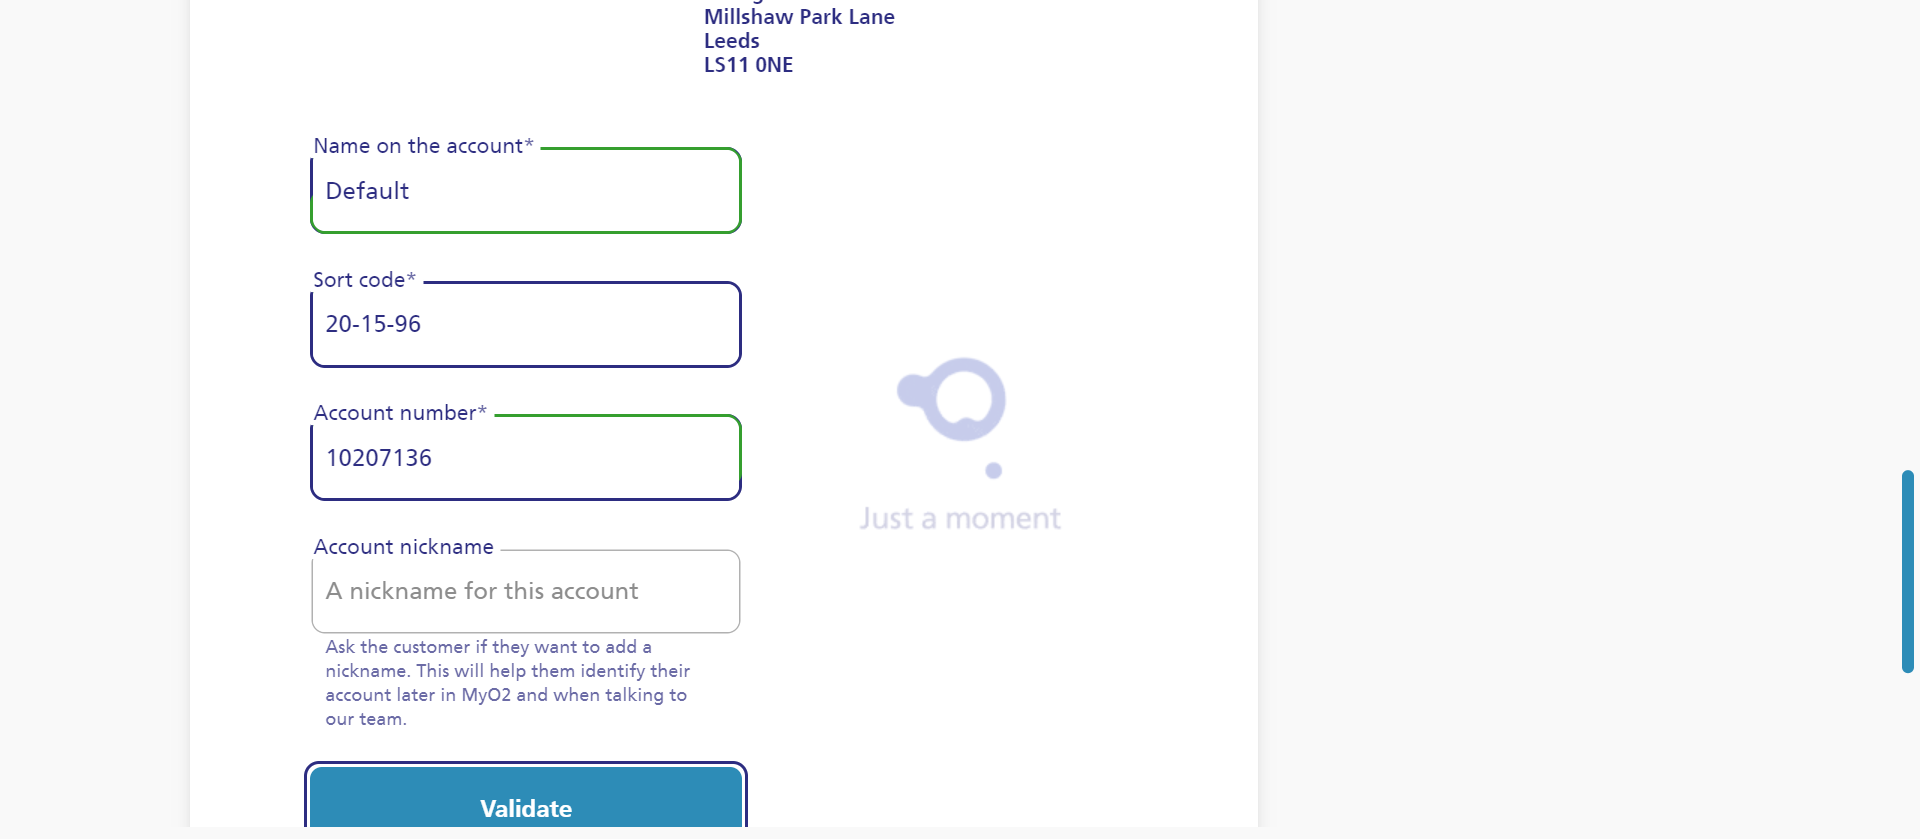 Millshaw Park Lane
Leeds
LS11 0NE
Name on the account*
Default
Sort code*
20-15-96
Account number*
10207136
Just a moment
Account nickname
A nickname for this account
Ask the customer if they want to add a
nickname. This will help them identify their
account later in MyO2 and when talking to
our team.
Validate